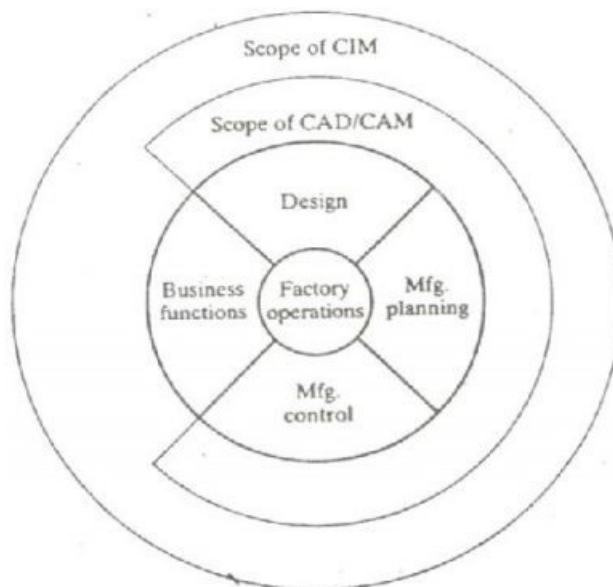 Scope of CIM
Scope of CAD/CAM
Design
Business
functions
Factory
operations
Mfg.
planning
Mfg.
control